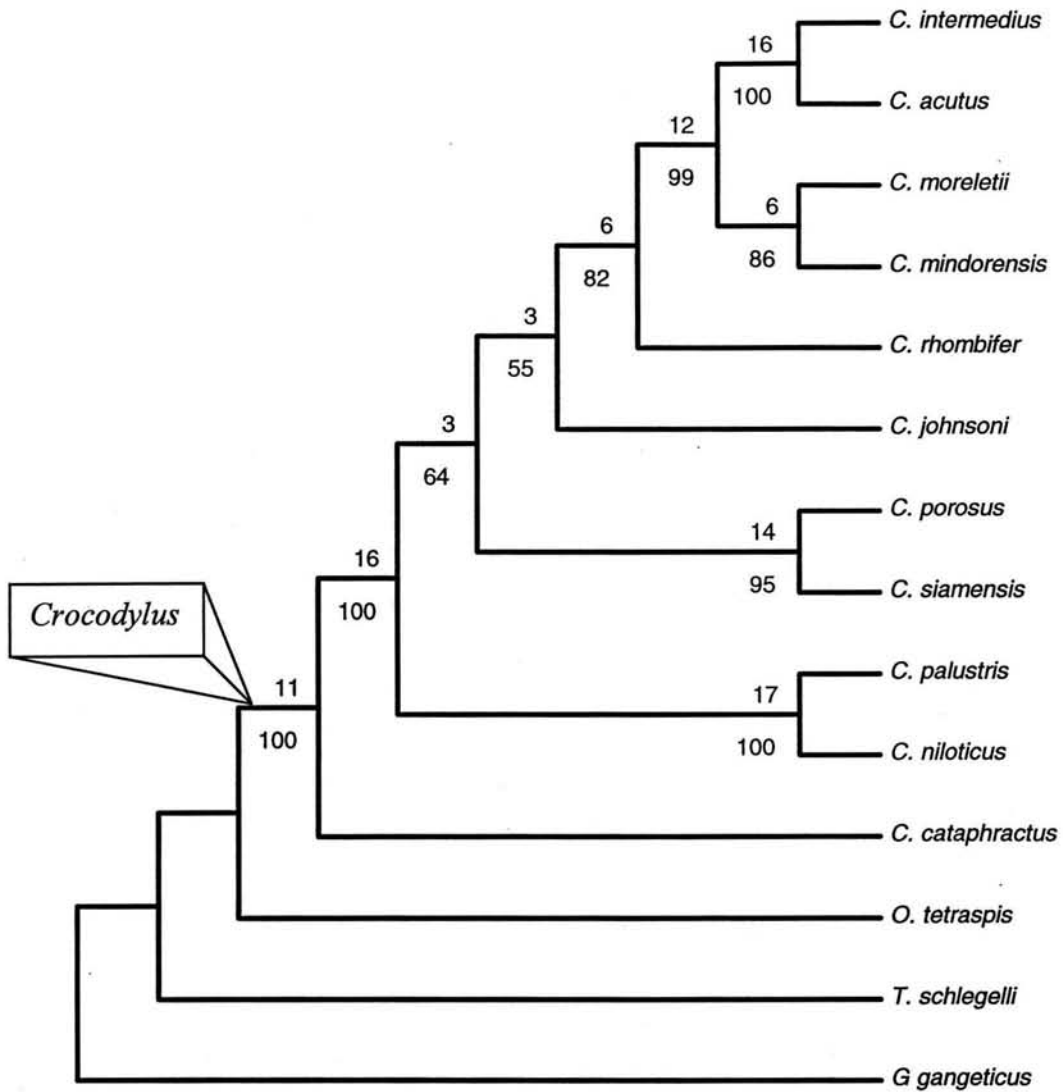 C. intermedius
16
100
C. acutus
12
99
C. moreletii
6
86
C. mindorensis
6
82
C. rhombifer
3
55
C. johnsoni
3
64
C. porosus
14
95
C. siamensis
16
100
Crocodylus
C. palustris
17
100
C. niloticus
11
100
C. cataphractus
O. tetraspis
T. schlegelli
G gangeticus